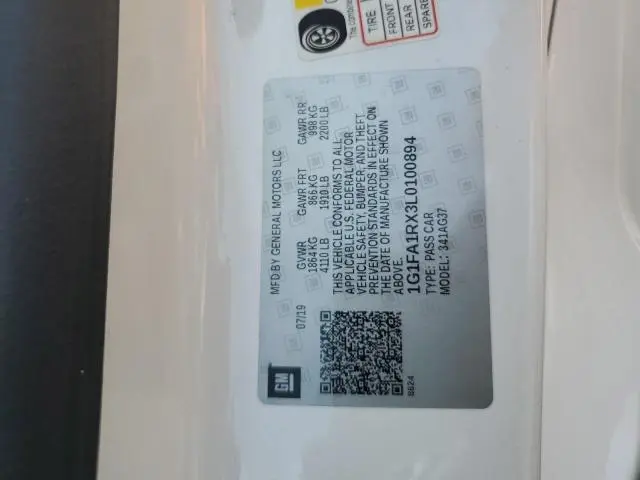 The combine
TIRE
FRONT
REAR
SPARE
MFD BY GENERAL MOTORS LLC
07/19 GVWR GAWR FRT GAWR RR
1864 KG 866 KG 998 KG
4110 LB 1910 LB 2200 LB
THIS VEHICLE CONFORMS TO ALL
APPLICABLE U.S. FEDERAL MOTOR
VEHICLE SAFETY, BUMPER, AND THEFT
PREVENTION STANDARDS IN EFFECT ON
THE DATE OF MANUFACTURE SHOWN
ABOVE.
1G1FA1RX3L0100894
TYPE: PASS CAR
MODEL: 341AG37
GM
8624